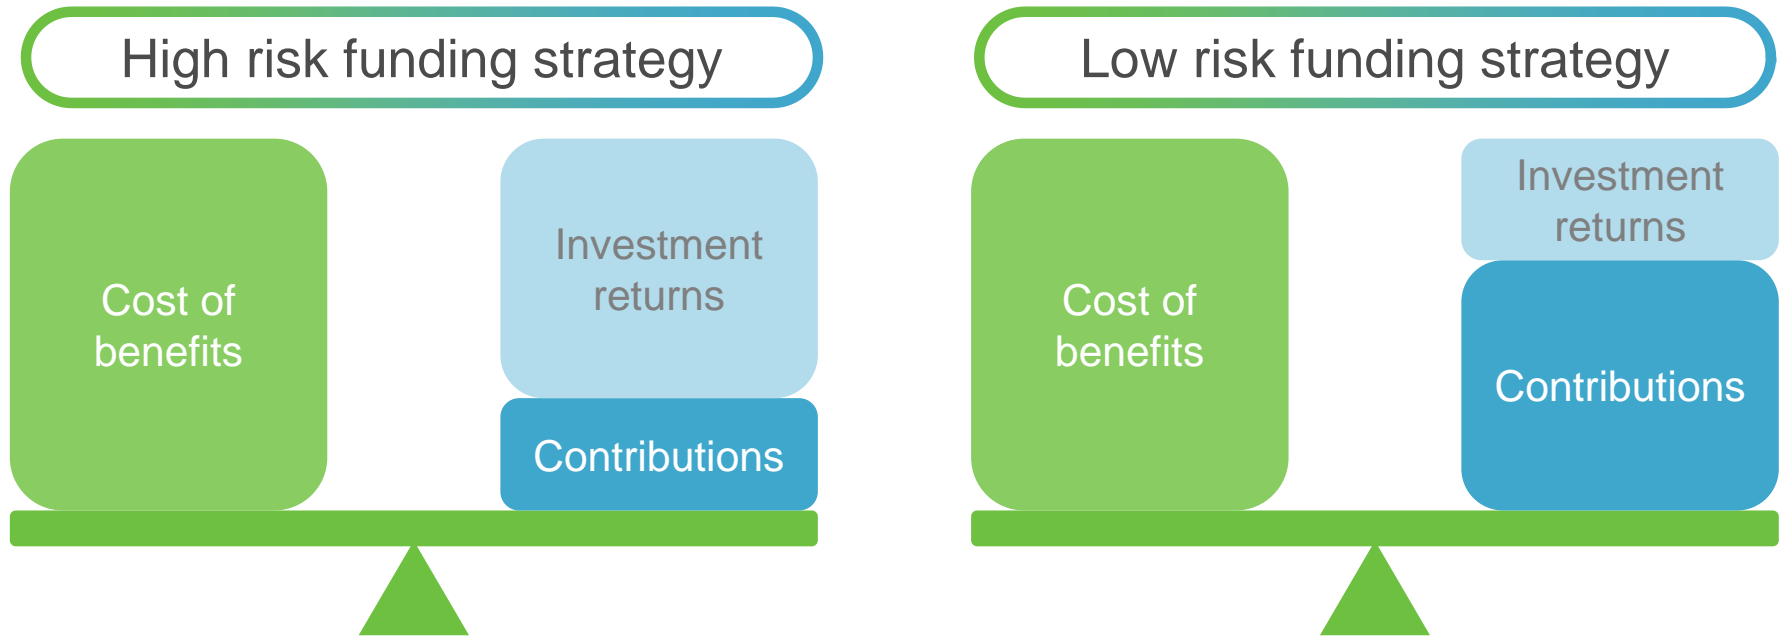 High risk funding strategy
Cost of
benefits
Investment
returns
Contributions
Low risk funding strategy
Cost of
benefits
Investment
returns
Contributions